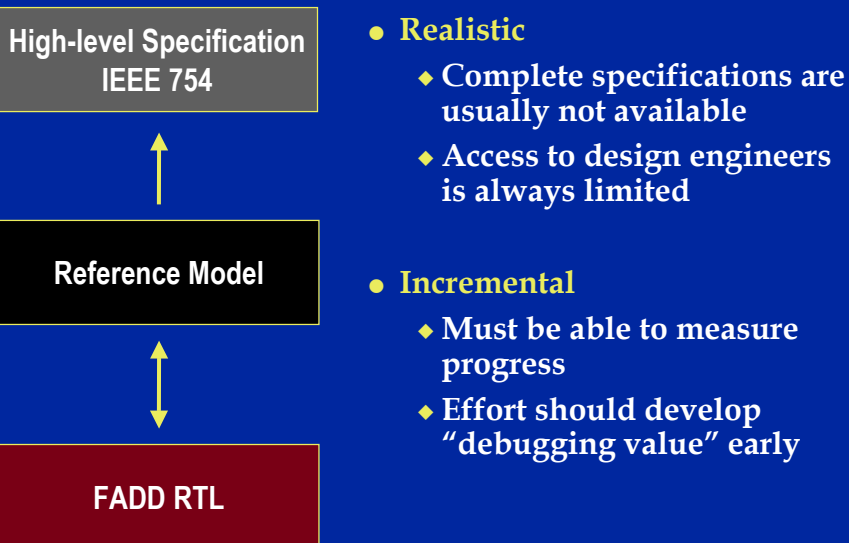 High-level Specification
IEEE 754
Reference Model
FADD RTL
● Realistic
◆ Complete specifications are
usually not available
◆ Access to design engineers
is always limited
● Incremental
◆ Must be able to measure
progress
◆ Effort should develop
“debugging value” early